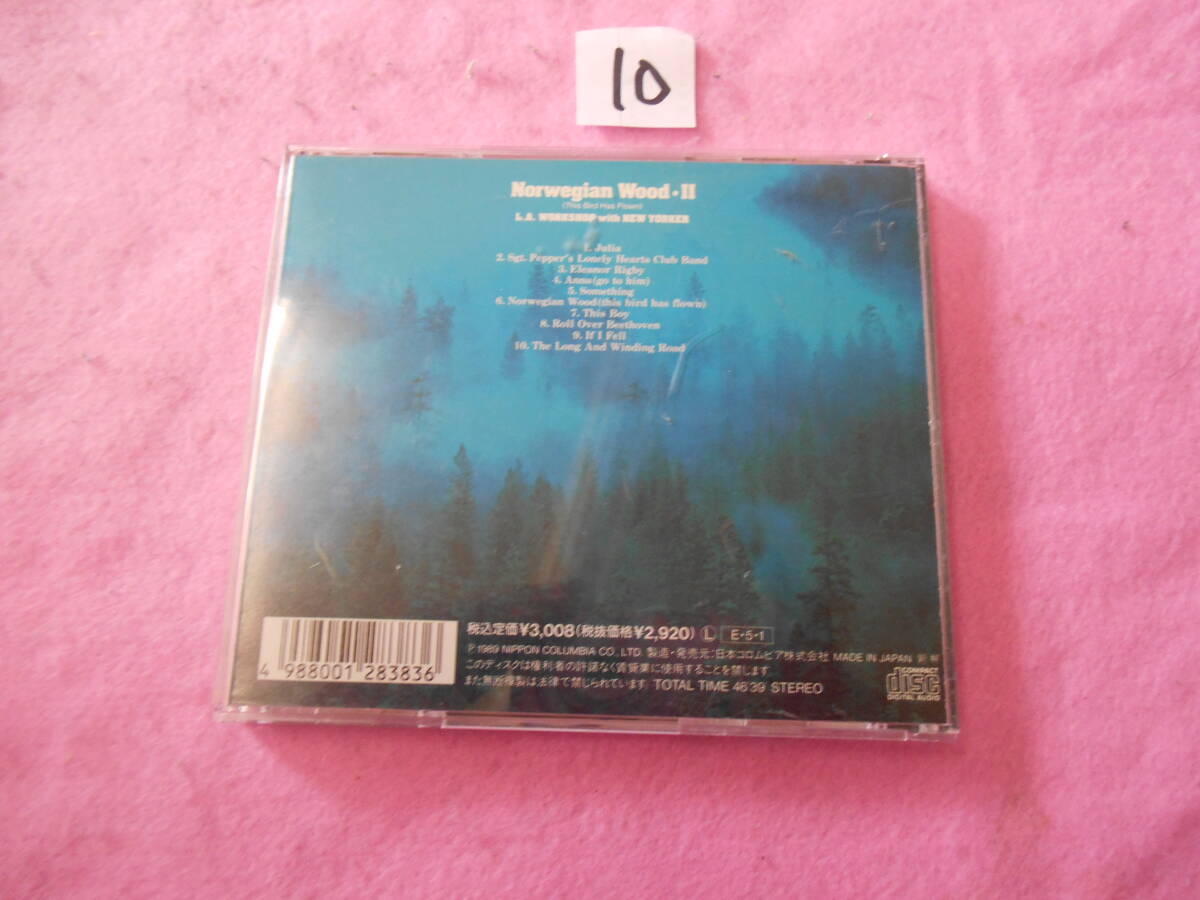 10
Norwegian Wood・II
(This Bird Has Flown)
L.A. WORKSHOP with NEW YORKER
1. Julia
2. Sgt. Pepper's Lonely Hearts Club Band
3. Eleanor Rigby
4. Anna(go to him)
5. Something
6. Norwegian Wood(this bird has flown)
7. This Boy
8. Roll Over Beethoven
9. If I Fell
10. The Long And Winding Road
税込定価¥3,008(税抜価格¥2,920) Ⓛ E・5・1
Ⓟ1989 NIPPON COLUMBIA CO., LTD. 製造・発売元:日本コロムビア株式会社 MADE IN JAPAN
このディスクは権利者の許諾なく賃貸業に使用することを禁じます
また無断複製は法律で禁じられています TOTAL TIME 46'39 STEREO
4 988001 283836
COMPACT
disc
DIGITAL AUDIO